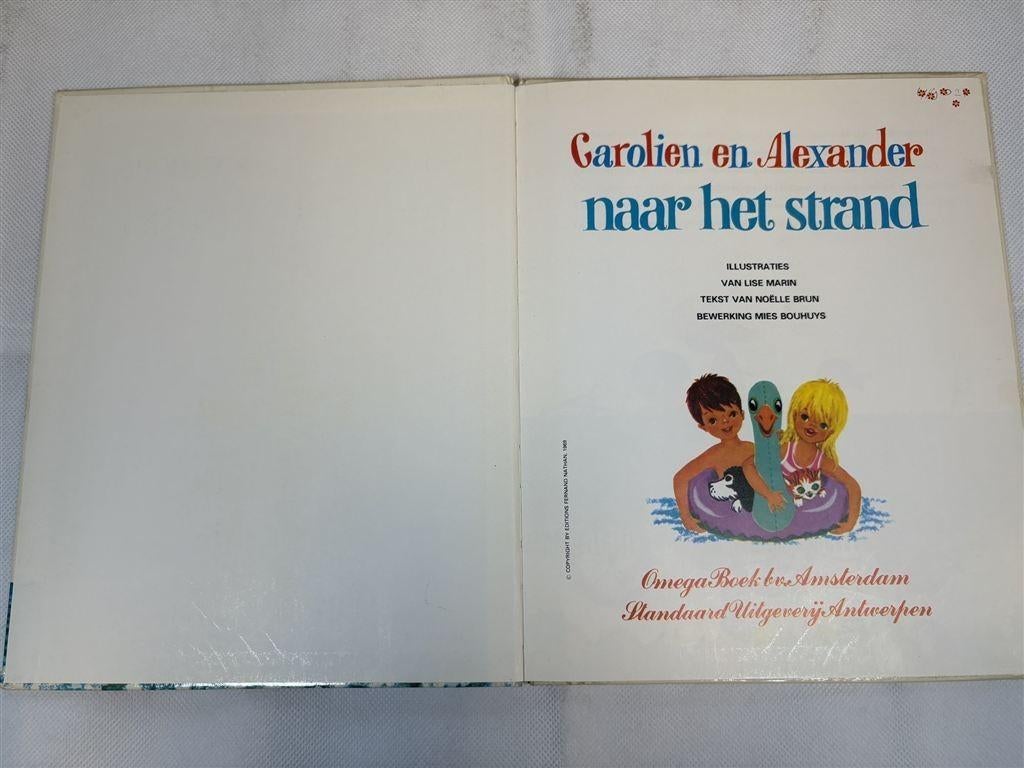 Carolien en Alexander
naar het strand
ILLUSTRATIES
VAN LISE MARIN
TEKST VAN NOËLLE BRUN
BEWERKING MIES BOUHUYS
© COPYRIGHT BY EDITIONS FERNAND NATHAN, 1969
Omega Boek b.v. Amsterdam
Standaard Uitgeverij Antwerpen